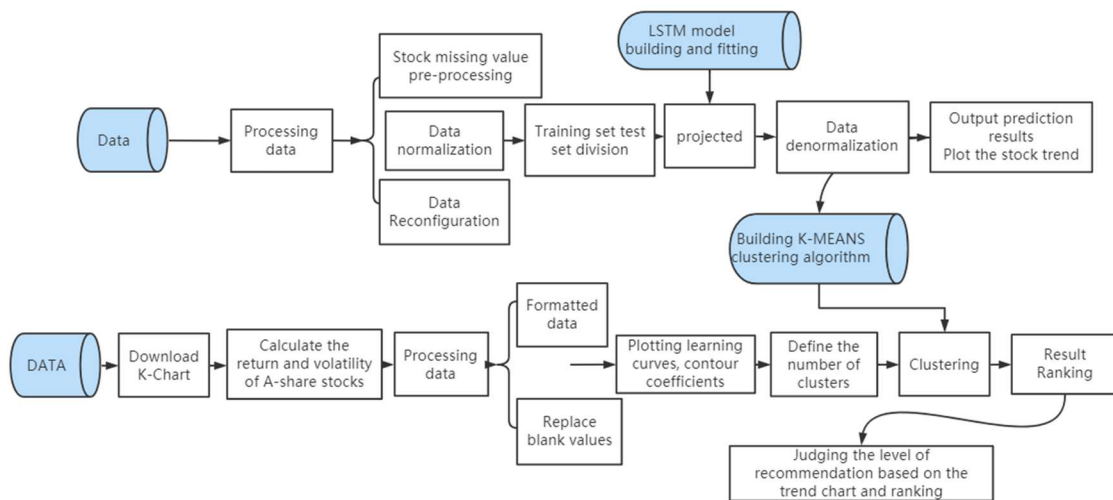 LSTM model
building and fitting
Stock missing value
pre-processing
Data
Processing
data
Data
normalization
Training set test
set division
projected
Data
denormalization
Output prediction
results
Plot the stock trend
Data
Reconfiguration
Building K-MEANS
clustering algorithm
Formatted
data
DATA
Download
K-Chart
Calculate the
return and volatility
of A-share stocks
Processing
data
Plotting learning
curves, contour
coefficients
Define the
number of
clusters
Clustering
Result
Ranking
Replace
blank values
Judging the level of
recommendation based on the
trend chart and ranking